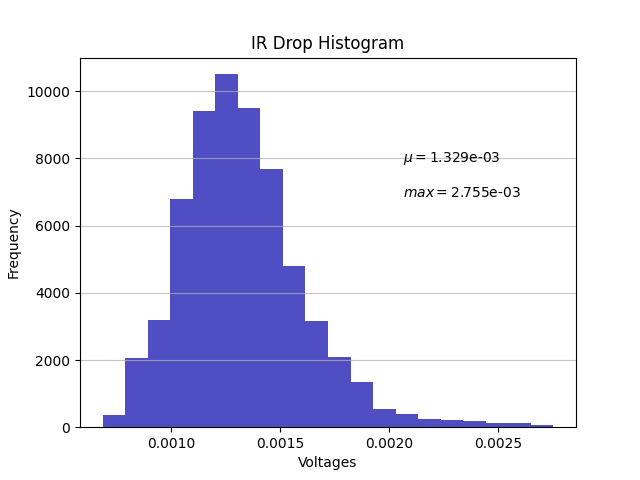 IR Drop Histogram
10000
8000
6000
4000
2000
0
Frequency
μ = 1.329e-03
max = 2.755e-03
0.0010
0.0015
0.0020
0.0025
Voltages